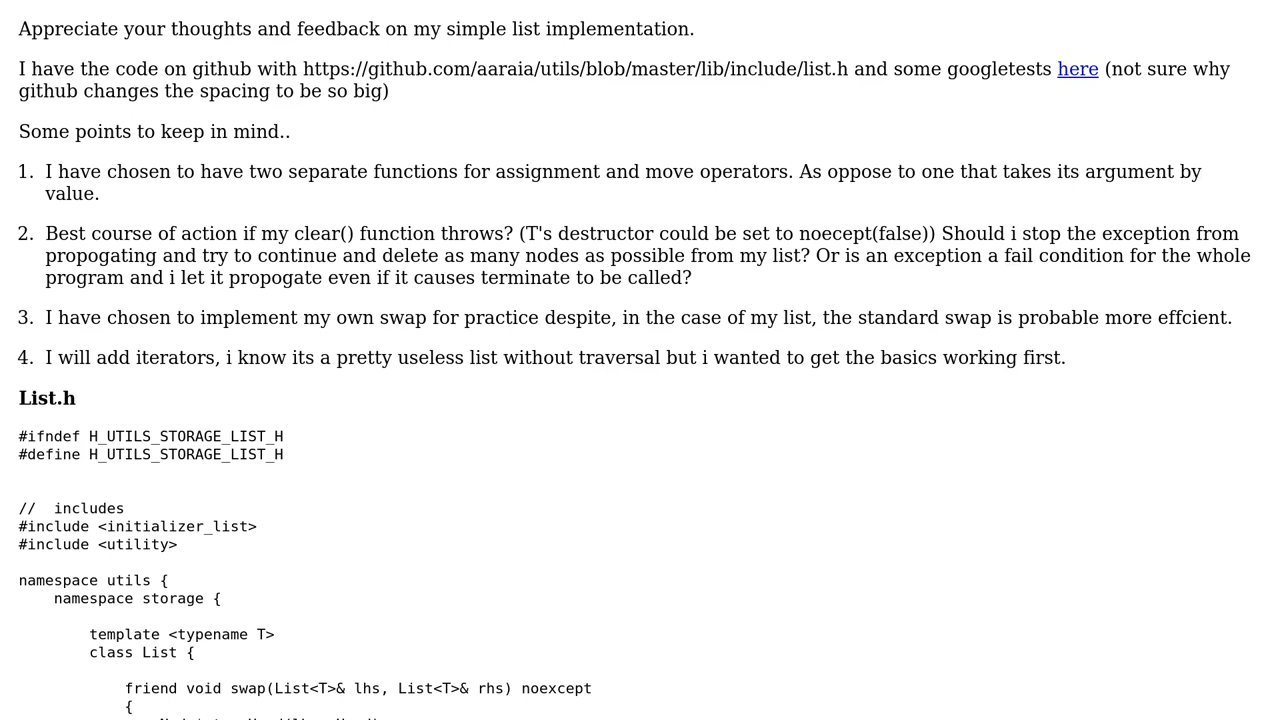 Appreciate your thoughts and feedback on my simple list implementation.
I have the code on github with https://github.com/aaraia/utils/blob/master/lib/include/list.h and some googletests here (not sure why
github changes the spacing to be so big)
Some points to keep in mind..
1. I have chosen to have two separate functions for assignment and move operators. As oppose to one that takes its argument by
value.
2. Best course of action if my clear() function throws? (T's destructor could be set to noecept(false)) Should i stop the exception from
propogating and try to continue and delete as many nodes as possible from my list? Or is an exception a fail condition for the whole
program and i let it propogate even if it causes terminate to be called?
3. I have chosen to implement my own swap for practice despite, in the case of my list, the standard swap is probable more effcient.
4. I will add iterators, i know its a pretty useless list without traversal but i wanted to get the basics working first.
List.h
#ifndef H_UTILS_STORAGE_LIST_H
#define H_UTILS_STORAGE_LIST_H
//  includes
#include <initializer_list>
#include <utility>
namespace utils {
    namespace storage {
        template <typename T>
        class List {
            friend void swap(List<T>& lhs, List<T>& rhs) noexcept
            {